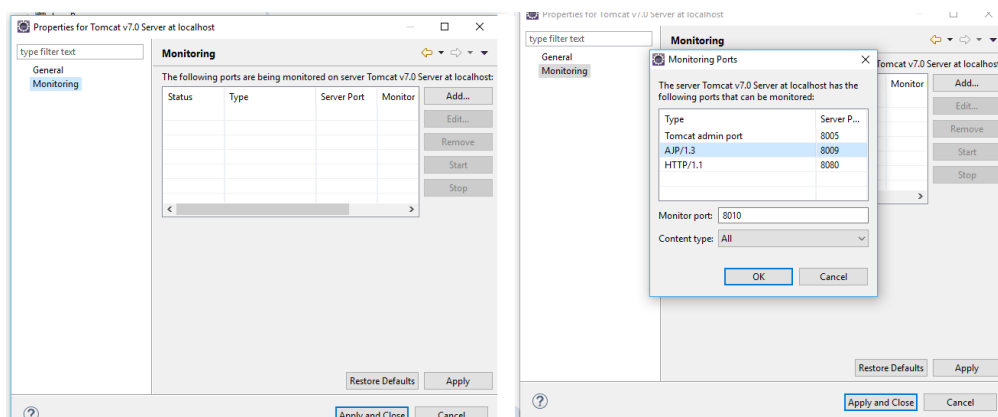 Properties for Tomcat v7.0 Server at localhost
type filter text
General
Monitoring
Monitoring
The following ports are being monitored on server Tomcat v7.0 Server at localhost:
Status Type Server Port Monitor
Add...
Edit...
Remove
Start
Stop
Restore Defaults Apply
Apply and Close Cancel
Properties for Tomcat v7.0 Server at localhost
type filter text
General
Monitoring
Monitoring
Tomcat v7.0 Server at localhost
Monitor
Add...
Edit...
Remove
Start
Stop
Monitoring Ports
The server Tomcat v7.0 Server at localhost has the
following ports that can be monitored:
Type Server P...
Tomcat admin port 8005
AJP/1.3 8009
HTTP/1.1 8080
Monitor port: 8010
Content type: All
OK Cancel
Restore Defaults Apply
Apply and Close Cancel